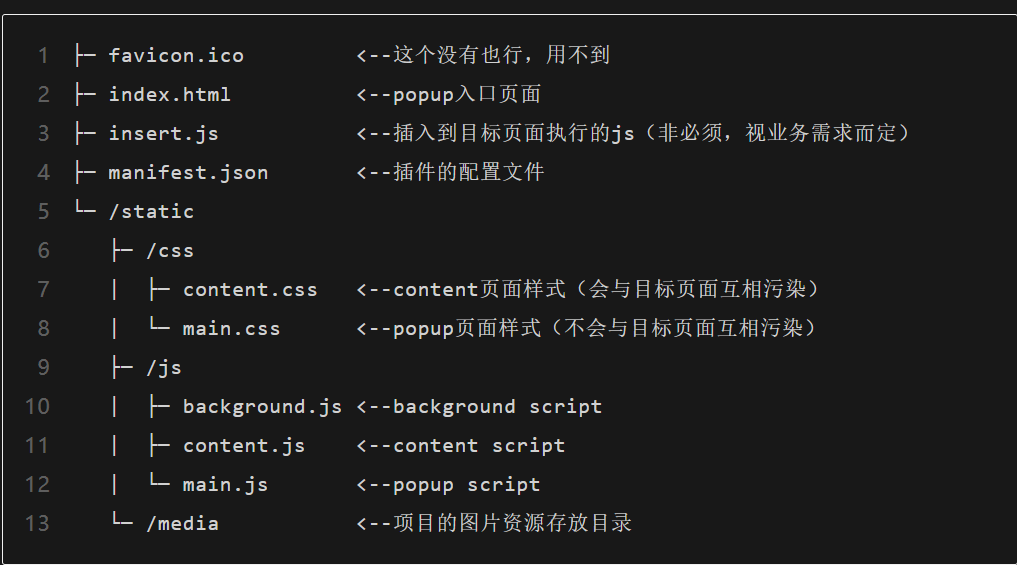 1 ├─ favicon.ico <--这个没有也行，用不到
2 ├─ index.html <--popup入口页面
3 ├─ insert.js <--插入到目标页面执行的js（非必须，视业务需求而定）
4 ├─ manifest.json <--插件的配置文件
5 └─ /static
6 ├─ /css
7 | ├─ content.css <--content页面样式（会与目标页面互相污染）
8 | └─ main.css <--popup页面样式（不会与目标页面互相污染）
9 ├─ /js
10 | ├─ background.js <--background script
11 | ├─ content.js <--content script
12 | └─ main.js <--popup script
13 └─ /media <--项目的图片资源存放目录